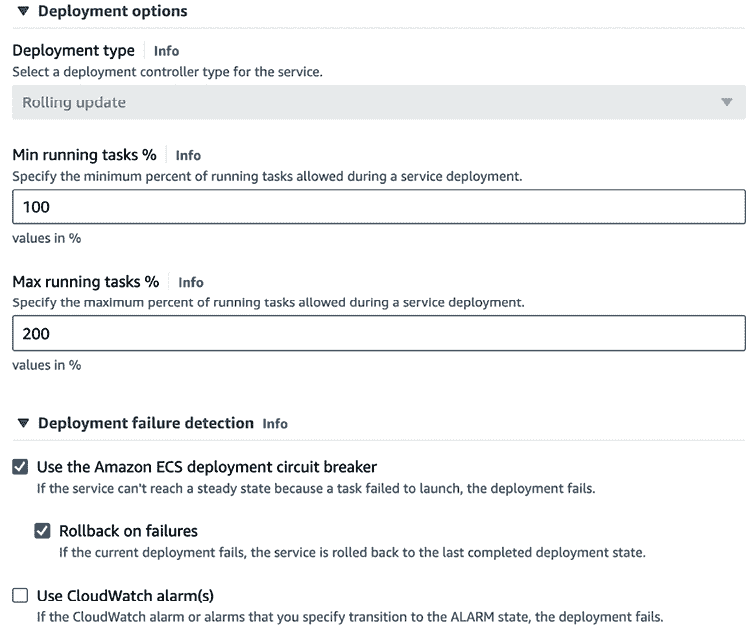 Deployment options
Deployment type Info
Select a deployment controller type for the service.
Rolling update
Min running tasks % Info
Specify the minimum percent of running tasks allowed during a service deployment.
100
values in %
Max running tasks % Info
Specify the maximum percent of running tasks allowed during a service deployment.
200
values in %
Deployment failure detection Info
Use the Amazon ECS deployment circuit breaker
If the service can't reach a steady state because a task failed to launch, the deployment fails.
Rollback on failures
If the current deployment fails, the service is rolled back to the last completed deployment state.
Use CloudWatch alarm(s)
If the CloudWatch alarm or alarms that you specify transition to the ALARM state, the deployment fails.